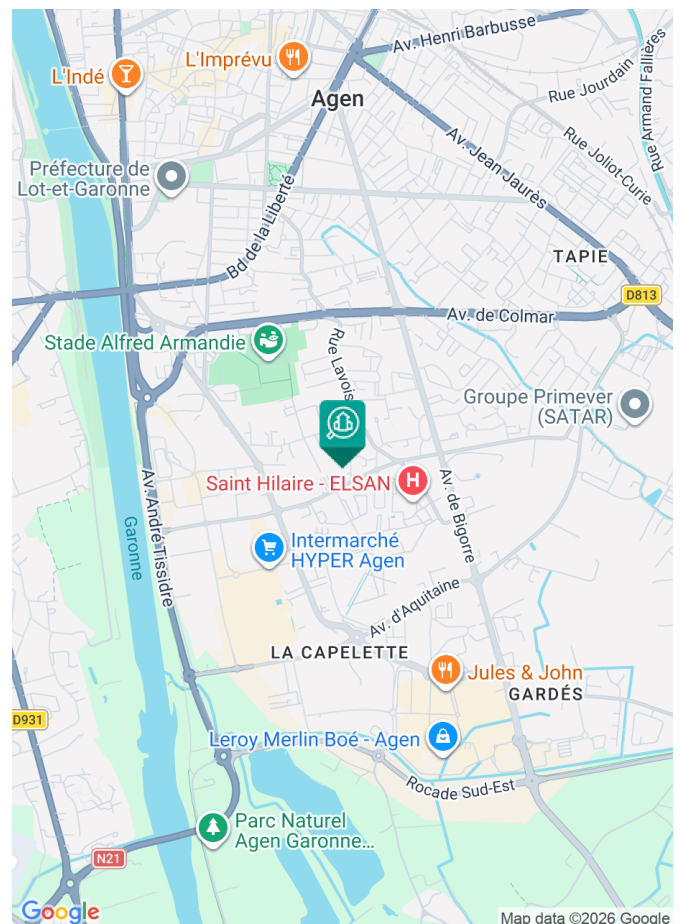 Av. Henri Barbusse
L'Imprévu
L'Indé
Agen
Rue Jourdain
Rue Armand Fallières
Rue Joliot-Curie
Av. Jean Jaurès
Préfecture de
Lot-et-Garonne
Bd de la Liberté
TAPIE
D813
Av. de Colmar
Stade Alfred Armandie
Rue Lavois
Groupe Primever
(SATAR)
Saint Hilaire - ELSAN
H
Av. de Bigorre
Av. André Tissidre
Garonne
Intermarché
HYPER Agen
Av. d'Aquitaine
LA CAPELETTE
Jules & John
GARDÉS
D931
Leroy Merlin Boé - Agen
Rocade Sud-Est
Parc Naturel
Agen Garonne...
N21
Google
Map data ©2026 Google